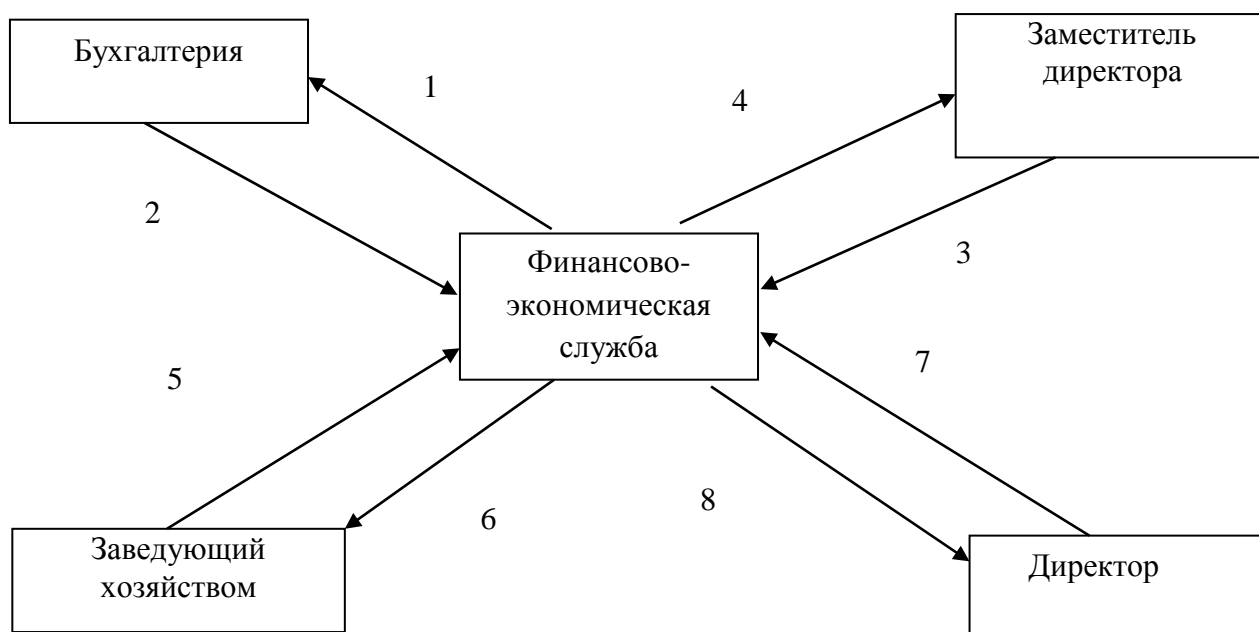 Бухгалтерия
Заместитель
директора
1
4
2
3
Финансово-
экономическая
служба
5
7
6
8
Заведующий
хозяйством
Директор